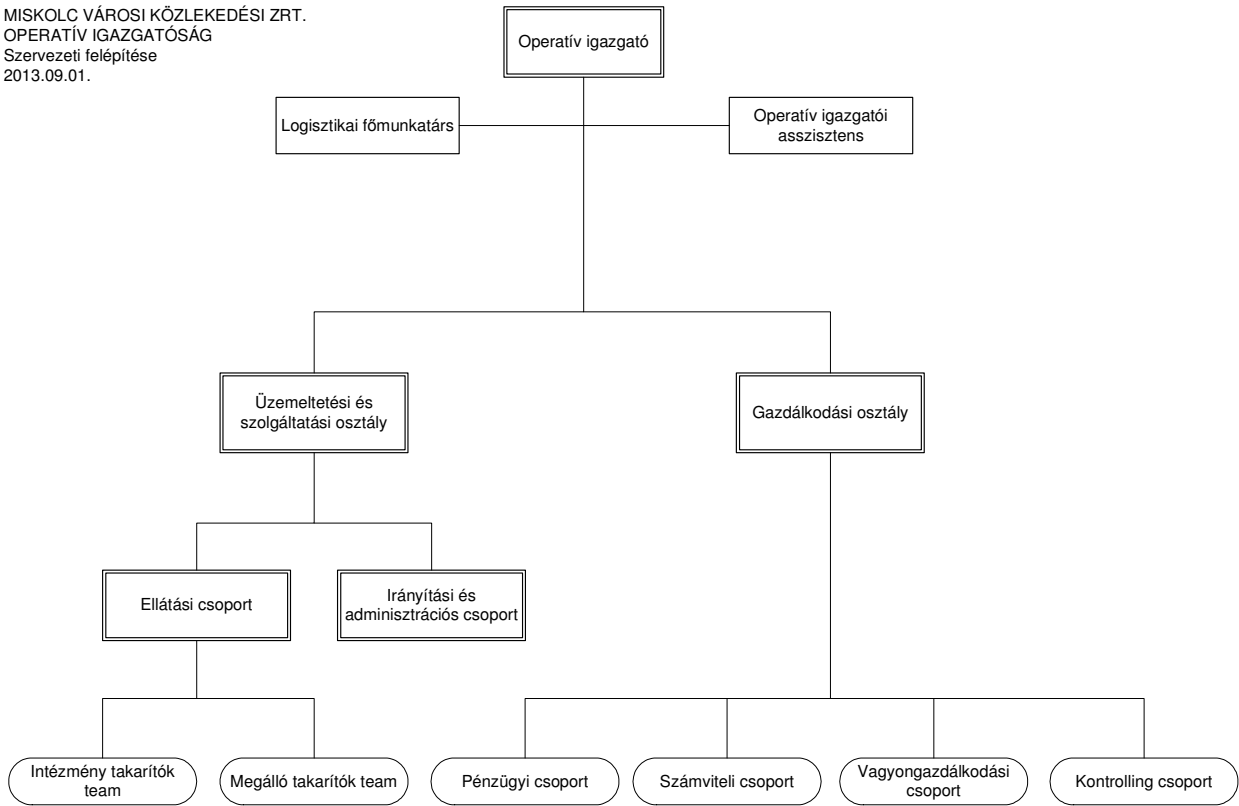 MISKOLC VÁROSI KÖZLEKEDÉSI ZRT.
OPERATÍV IGAZGATÓSÁG
Szervezeti felépítése
2013.09.01.
Operatív igazgató
Logisztikai főmunkatárs
Operatív igazgatói
asszisztens
Üzemeltetési és
szolgáltatási osztály
Gazdálkodási osztály
Ellátási csoport
Irányítási és
adminisztrációs csoport
Intézmény takarítók
team
Megálló takarítók team
Pénzügyi csoport
Számviteli csoport
Vagyongazdálkodási
csoport
Kontrolling csoport